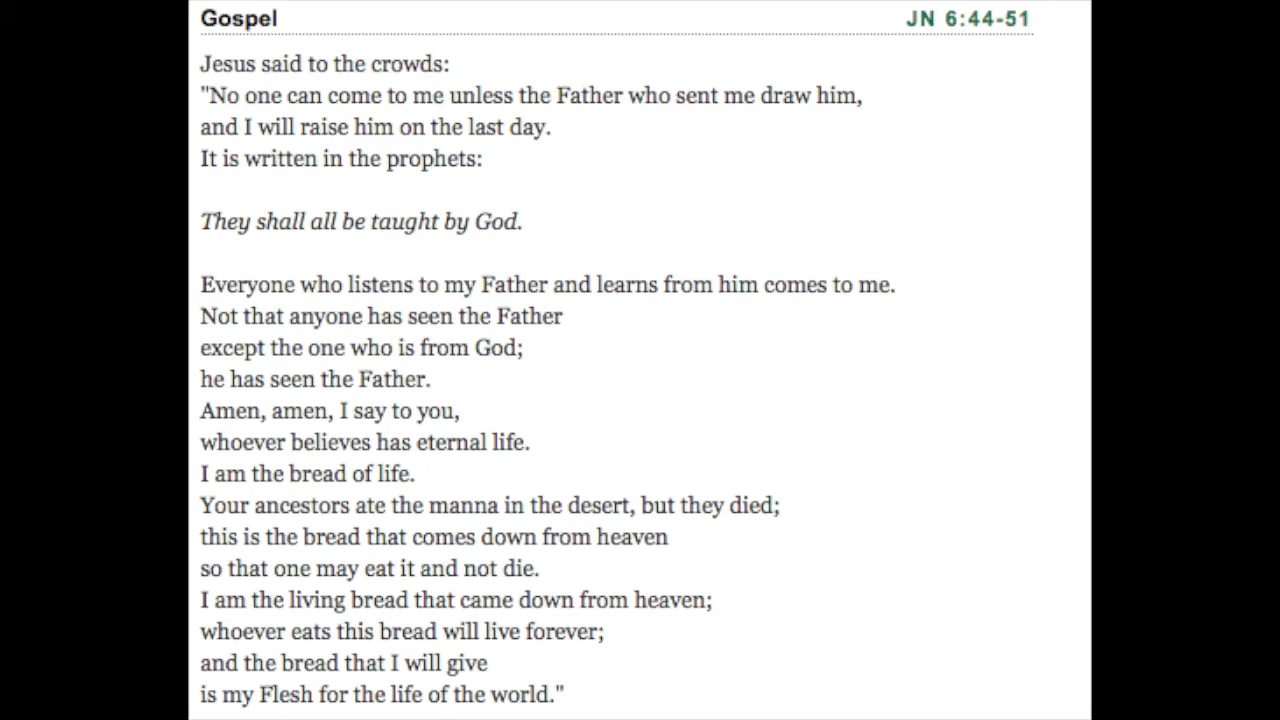 Gospel JN 6:44-51
Jesus said to the crowds:
"No one can come to me unless the Father who sent me draw him,
and I will raise him on the last day.
It is written in the prophets:
They shall all be taught by God.
Everyone who listens to my Father and learns from him comes to me.
Not that anyone has seen the Father
except the one who is from God;
he has seen the Father.
Amen, amen, I say to you,
whoever believes has eternal life.
I am the bread of life.
Your ancestors ate the manna in the desert, but they died;
this is the bread that comes down from heaven
so that one may eat it and not die.
I am the living bread that came down from heaven;
whoever eats this bread will live forever;
and the bread that I will give
is my Flesh for the life of the world."